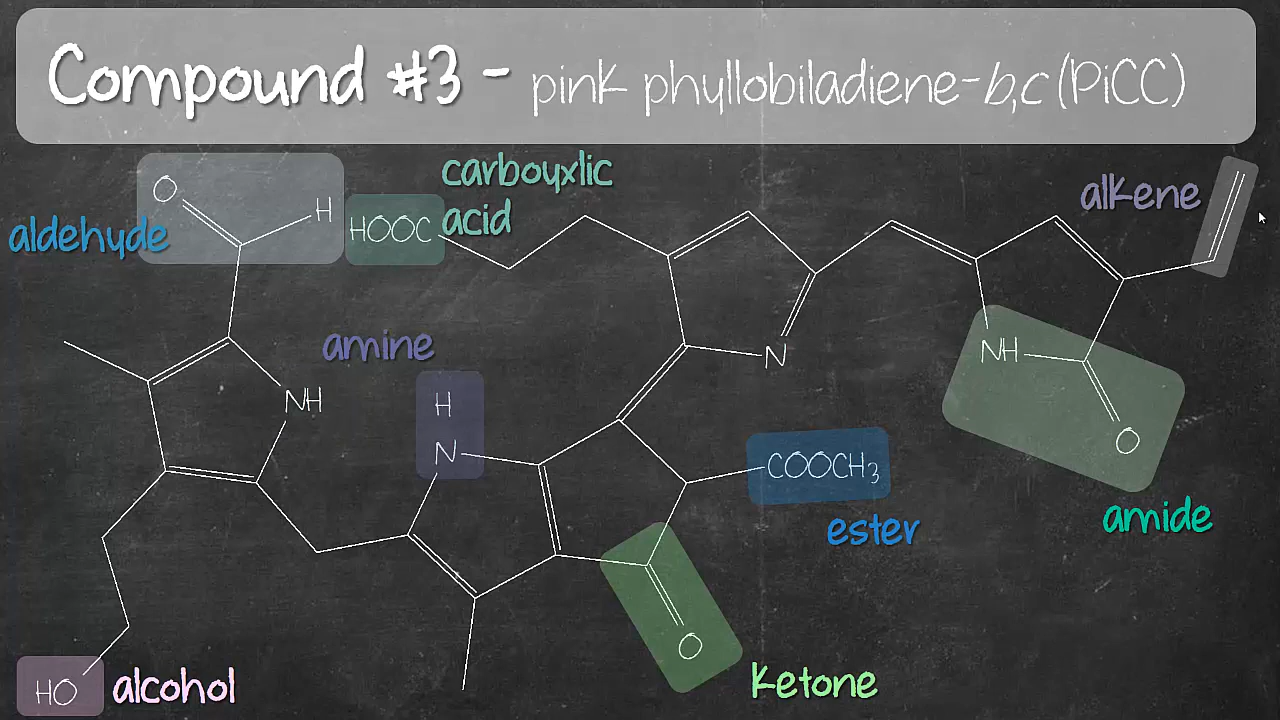 Compound #3 - pink phyllobiladiene-b,c (PiCC)
carbouxlic
acid
alkene
O
H
HOOC
aldehyde
amine
NH
N
NH
H
N
O
COOCH3
ester
amide
O
ketone
HO
alcohol